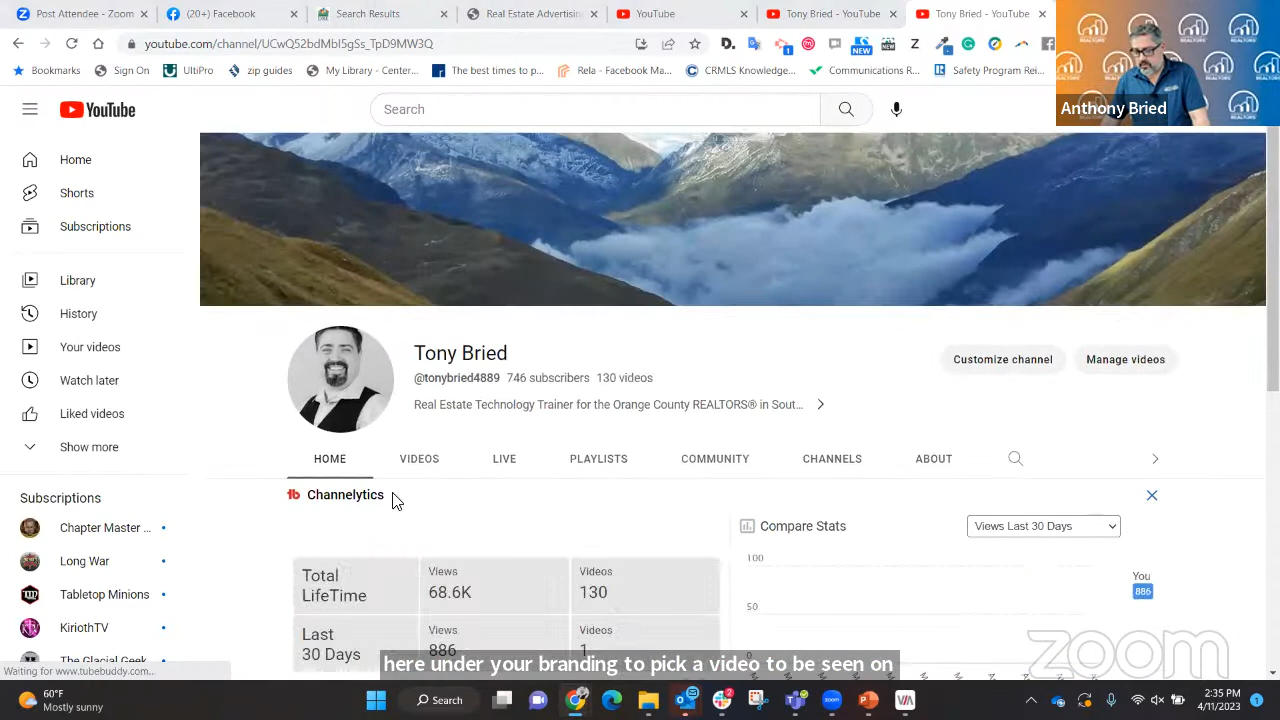 Post Attendee - Zoom
(20+) Facebook
Search Results
Real Estate Advertisin
YouTube
Tony Bried - YouTube
Tony Bried - YouTube
youtube.com/channel/UCwQ52bdMbI5gSs_
Bookmarks
Sign On
UltiPro
zip guides
My Library - Center...
The best times to p...
Rela - Facebook Ma...
CRMLS Knowledge...
Communications R...
Safety Program Rei...
Anthony Bried
YouTube
Search
Home
Shorts
Subscriptions
Library
History
Your videos
Watch later
Liked videos
Show more
Subscriptions
Chapter Master ...
Long War
Tabletop Minions
KiriothTV
The Glacial Geek
Tony Bried
@tonybried4889 746 subscribers 130 videos
Real Estate Technology Trainer for the Orange County REALTORS® in Sout...
Customize channel
Manage videos
HOME
VIDEOS
LIVE
PLAYLISTS
COMMUNITY
CHANNELS
ABOUT
Channelytics
Compare Stats
Views Last 30 Days
Total
LifeTime
Views
68.6K
Videos
130
Last
30 Days
Views
886
Videos
1
100
50
0
You
886
zoom
here under your branding to pick a video to be seen on
Waiting for www.tubebuddy.com...
60°F
Mostly sunny
Search
2:35 PM
4/11/2023